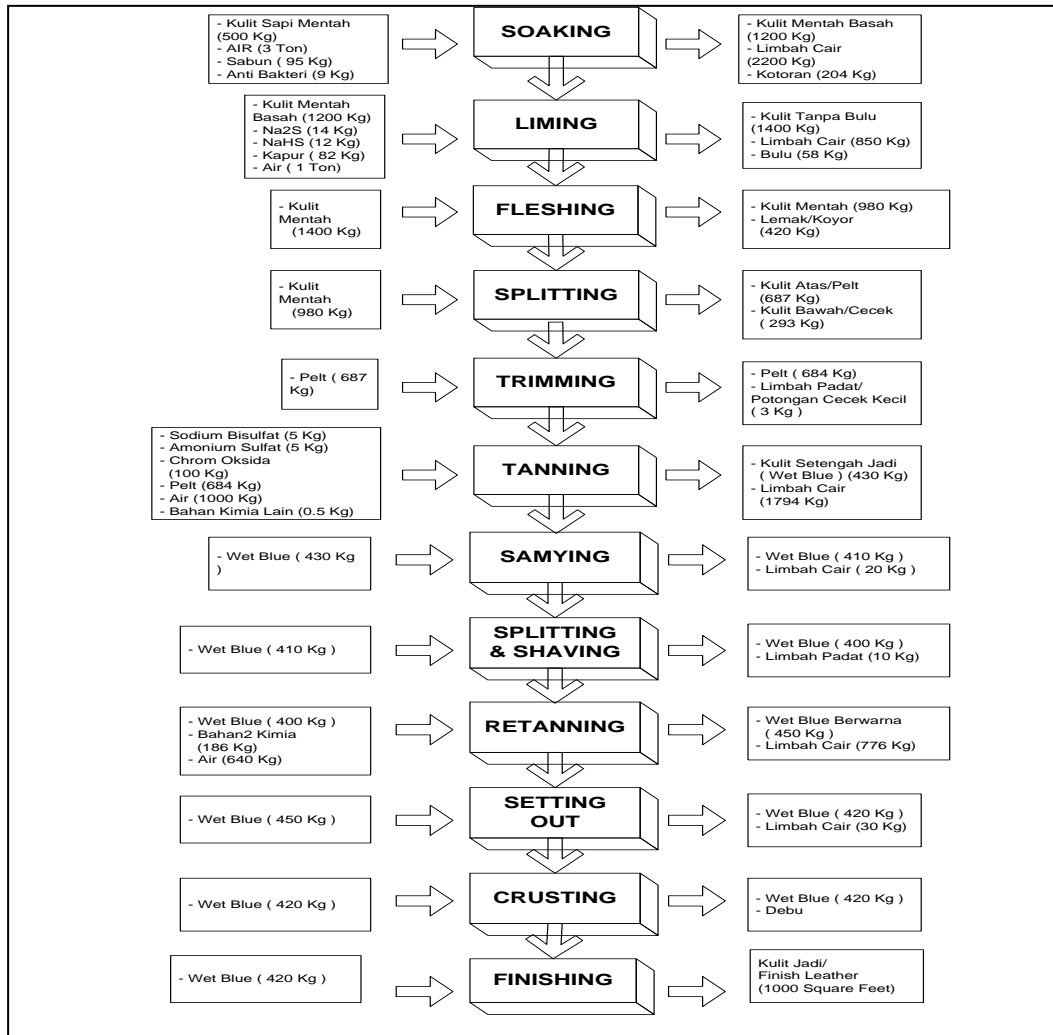 - Kulit Sapi Mentah
(500 Kg)
- AIR (3 Ton)
- Sabun ( 95 Kg)
- Anti Bakteri (9 Kg)
SOAKING
- Kulit Mentah Basah
(1200 Kg)
- Limbah Cair
(2200 Kg)
- Kotoran (204 Kg)
- Kulit Mentah
Basah (1200 Kg)
- Na2S (14 Kg)
- NaHS (12 Kg)
- Kapur ( 82 Kg)
- Air ( 1 Ton)
LIMING
- Kulit Tanpa Bulu
(1400 Kg)
- Limbah Cair (850 Kg)
- Bulu (58 Kg)
- Kulit
Mentah
(1400 Kg)
FLESHING
- Kulit Mentah (980 Kg)
- Lemak/Koyor
(420 Kg)
- Kulit
Mentah
(980 Kg)
SPLITTING
- Kulit Atas/Pelt
(687 Kg)
- Kulit Bawah/Cecek
( 293 Kg)
- Pelt ( 687
Kg)
TRIMMING
- Pelt ( 684 Kg)
- Limbah Padat/
Potongan Cecek Kecil
( 3 Kg )
- Sodium Bisulfat (5 Kg)
- Amonium Sulfat (5 Kg)
- Chrom Oksida
(100 Kg)
- Pelt (684 Kg)
- Air (1000 Kg)
- Bahan Kimia Lain (0.5 Kg)
TANNING
- Kulit Setengah Jadi
( Wet Blue ) (430 Kg)
- Limbah Cair
(1794 Kg)
- Wet Blue ( 430 Kg
)
SAMYING
- Wet Blue ( 410 Kg )
- Limbah Cair ( 20 Kg )
- Wet Blue ( 410 Kg )
SPLITTING
& SHAVING
- Wet Blue ( 400 Kg )
- Limbah Padat (10 Kg)
- Wet Blue ( 400 Kg )
- Bahan2 Kimia
(186 Kg)
- Air (640 Kg)
RETANNING
- Wet Blue Berwarna
( 450 Kg )
- Limbah Cair (776 Kg)
- Wet Blue ( 450 Kg )
SETTING
OUT
- Wet Blue ( 420 Kg )
- Limbah Cair (30 Kg)
- Wet Blue ( 420 Kg )
CRUSTING
- Wet Blue ( 420 Kg )
- Debu
- Wet Blue ( 420 Kg )
FINISHING
Kulit Jadi/
Finish Leather
(1000 Square Feet)